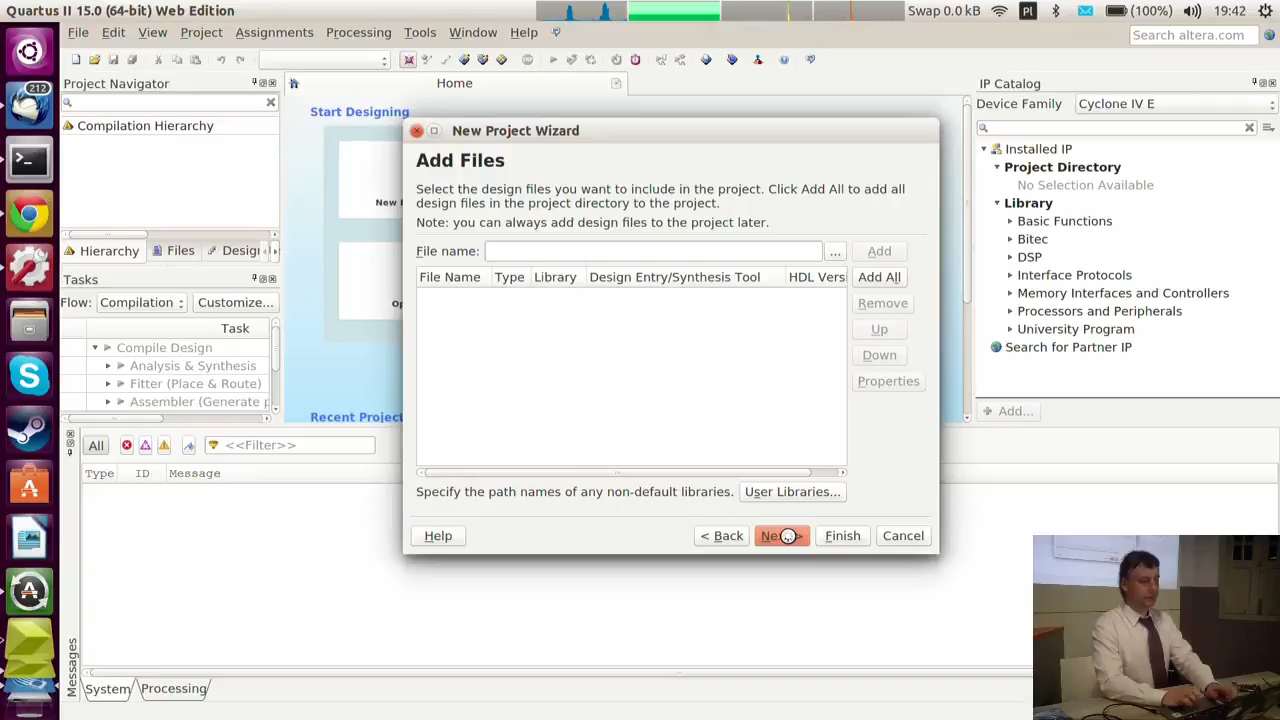 Quartus II 15.0 (64-bit) Web Edition
Swap 0.0 kB
Pl
(100%)
19:42
File Edit View Project Assignments Processing Tools Window Help
Search altera.com
Project Navigator
Home
IP Catalog
212
Device Family
Cyclone IV E
Compilation Hierarchy
Start Designing
New Project Wizard
Installed IP
Project Directory
No Selection Available
Library
Basic Functions
Bitec
DSP
Interface Protocols
Memory Interfaces and Controllers
Processors and Peripherals
University Program
Search for Partner IP
Add...
Add Files
Select the design files you want to include in the project. Click Add All to add all
design files in the project directory to the project.
Note: you can always add design files to the project later.
File name:
...
Add
File Name Type Library Design Entry/Synthesis Tool HDL Versi
Add All
Remove
Up
Down
Properties
Specify the path names of any non-default libraries.
User Libraries...
Help
< Back
Finish
Cancel
Hierarchy
Files
Desig
Tasks
Flow:
Compilation
Customize...
Task
Compile Design
Analysis & Synthesis
Fitter (Place & Route)
Assembler (Generate p
Recent Project
All
<<Filter>>
Type ID Message
Messages
System
Processing